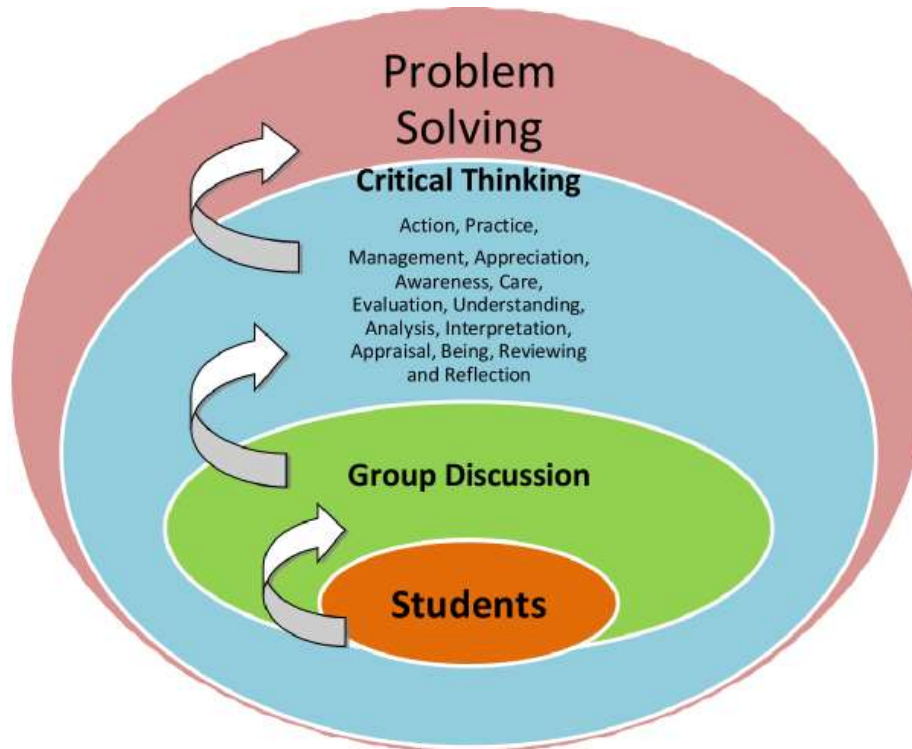 Problem
Solving
Critical Thinking
Action, Practice,
Management, Appreciation,
Awareness, Care,
Evaluation, Understanding,
Analysis, Interpretation,
Appraisal, Being, Reviewing
and Reflection
Group Discussion
Students